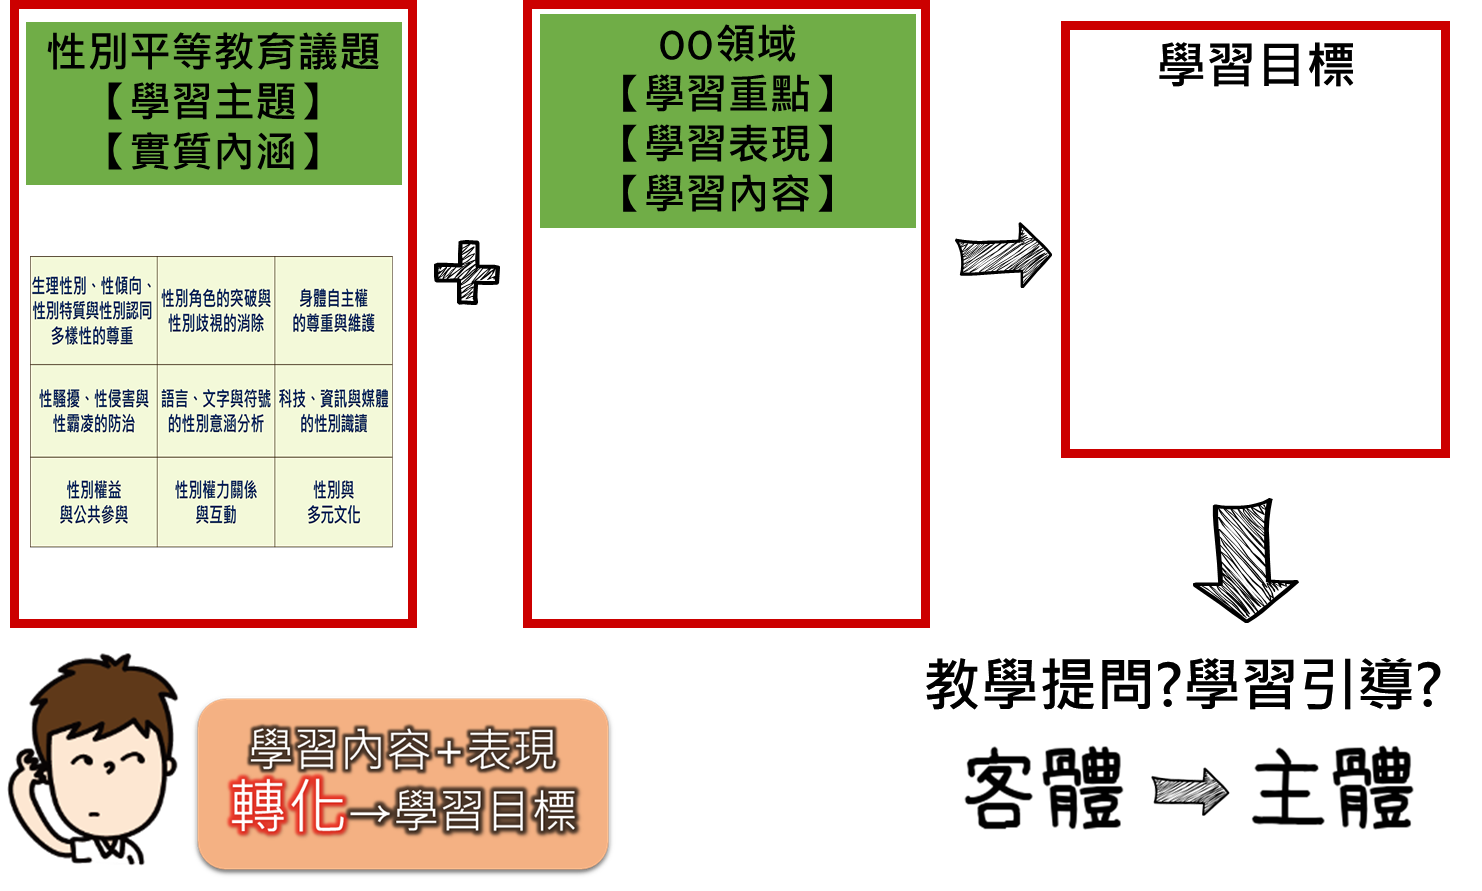 性別平等教育議題
【學習主題】
【實質內涵】
生理性別、性傾向、
性別特質與性別認同
多樣性的尊重
性別角色的突破與
性別歧視的消除
身體自主權
的尊重與維護
性騷擾、性侵害與
性霸凌的防治
語言、文字與符號
的性別意涵分析
科技、資訊與媒體
的性別識讀
性別權益
與公共參與
性別權力關係
與互動
性別與
多元文化
OO領域
【學習重點】
【學習表現】
【學習內容】
學習目標
教學提問?學習引導?
客體
主體
學習內容+表現
轉化→學習目標